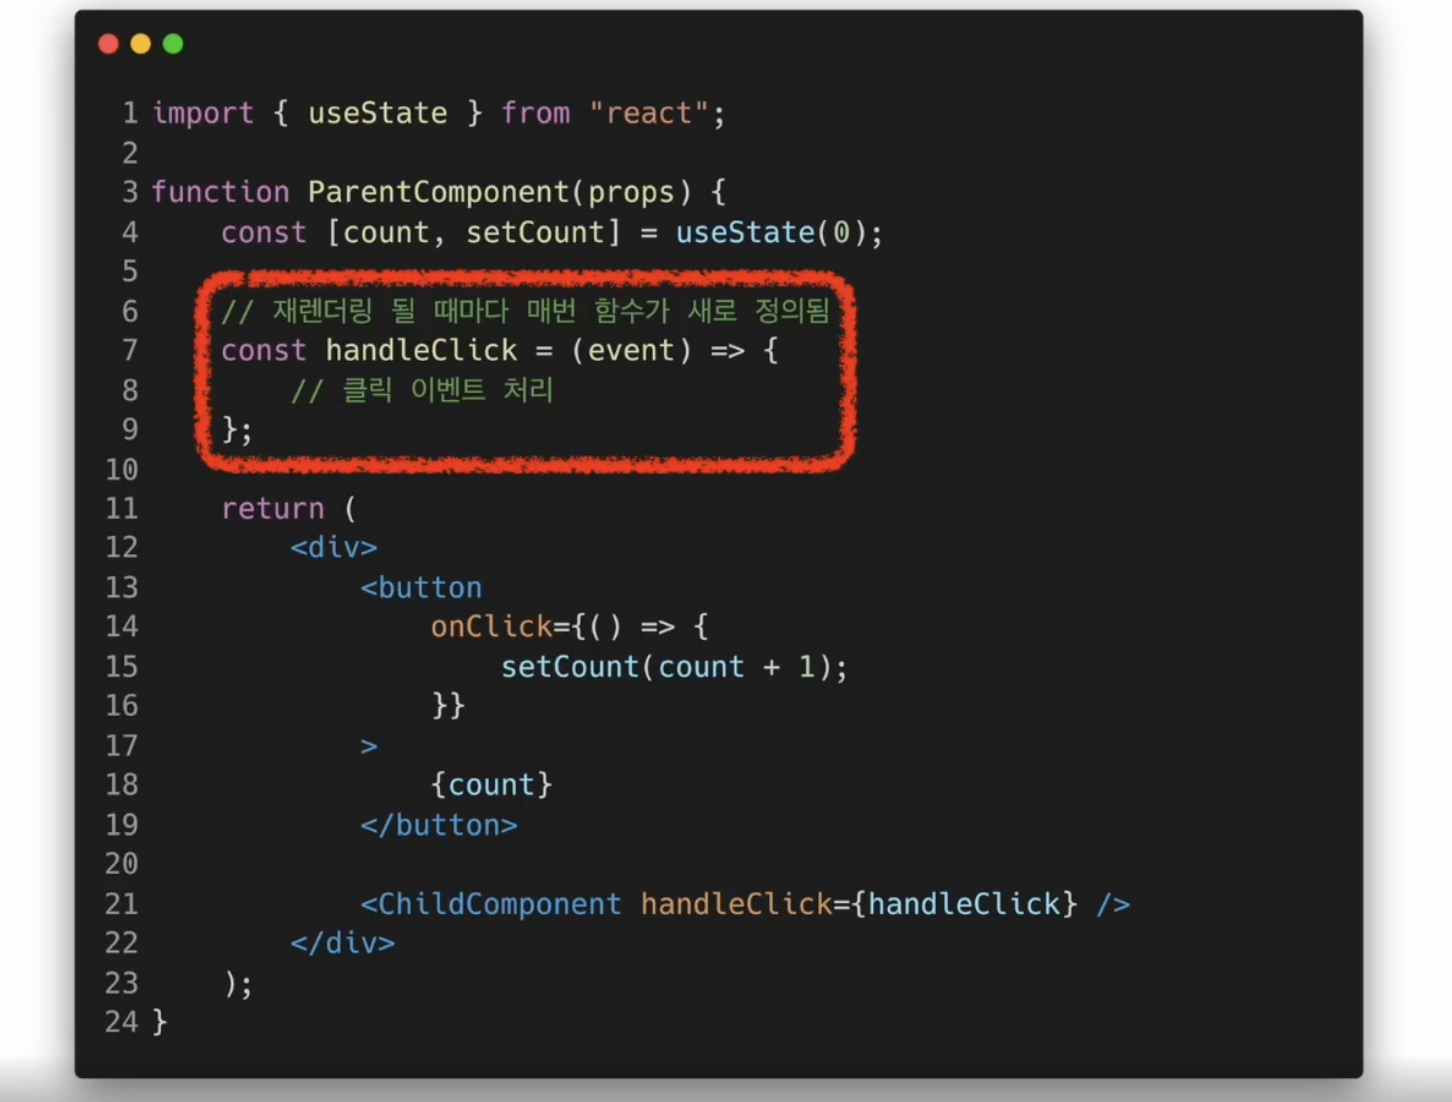 1 import { useState } from "react";
2
3 function ParentComponent(props) {
4     const [count, setCount] = useState(0);
5
6     // 재렌더링 될 때마다 매번 함수가 새로 정의됨
7     const handleClick = (event) => {
8         // 클릭 이벤트 처리
9     };
10
11     return (
12         <div>
13             <button
14                 onClick={() => {
15                     setCount(count + 1);
16                 }}
17             >
18                 {count}
19             </button>
20
21             <ChildComponent handleClick={handleClick} />
22         </div>
23     );
24 }